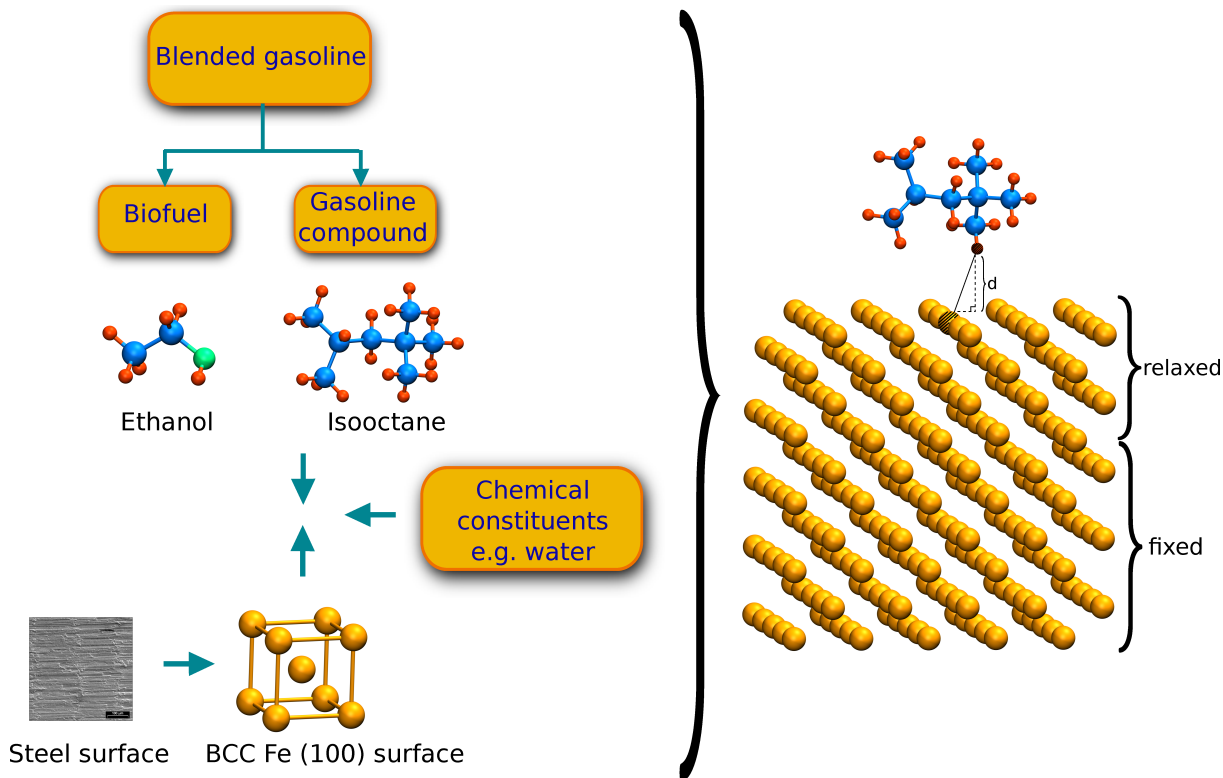 Blended gasoline
Biofuel
Gasoline
compound
Ethanol
Isooctane
Chemical
constituents
e.g. water
Steel surface
BCC Fe (100) surface
d
relaxed
fixed